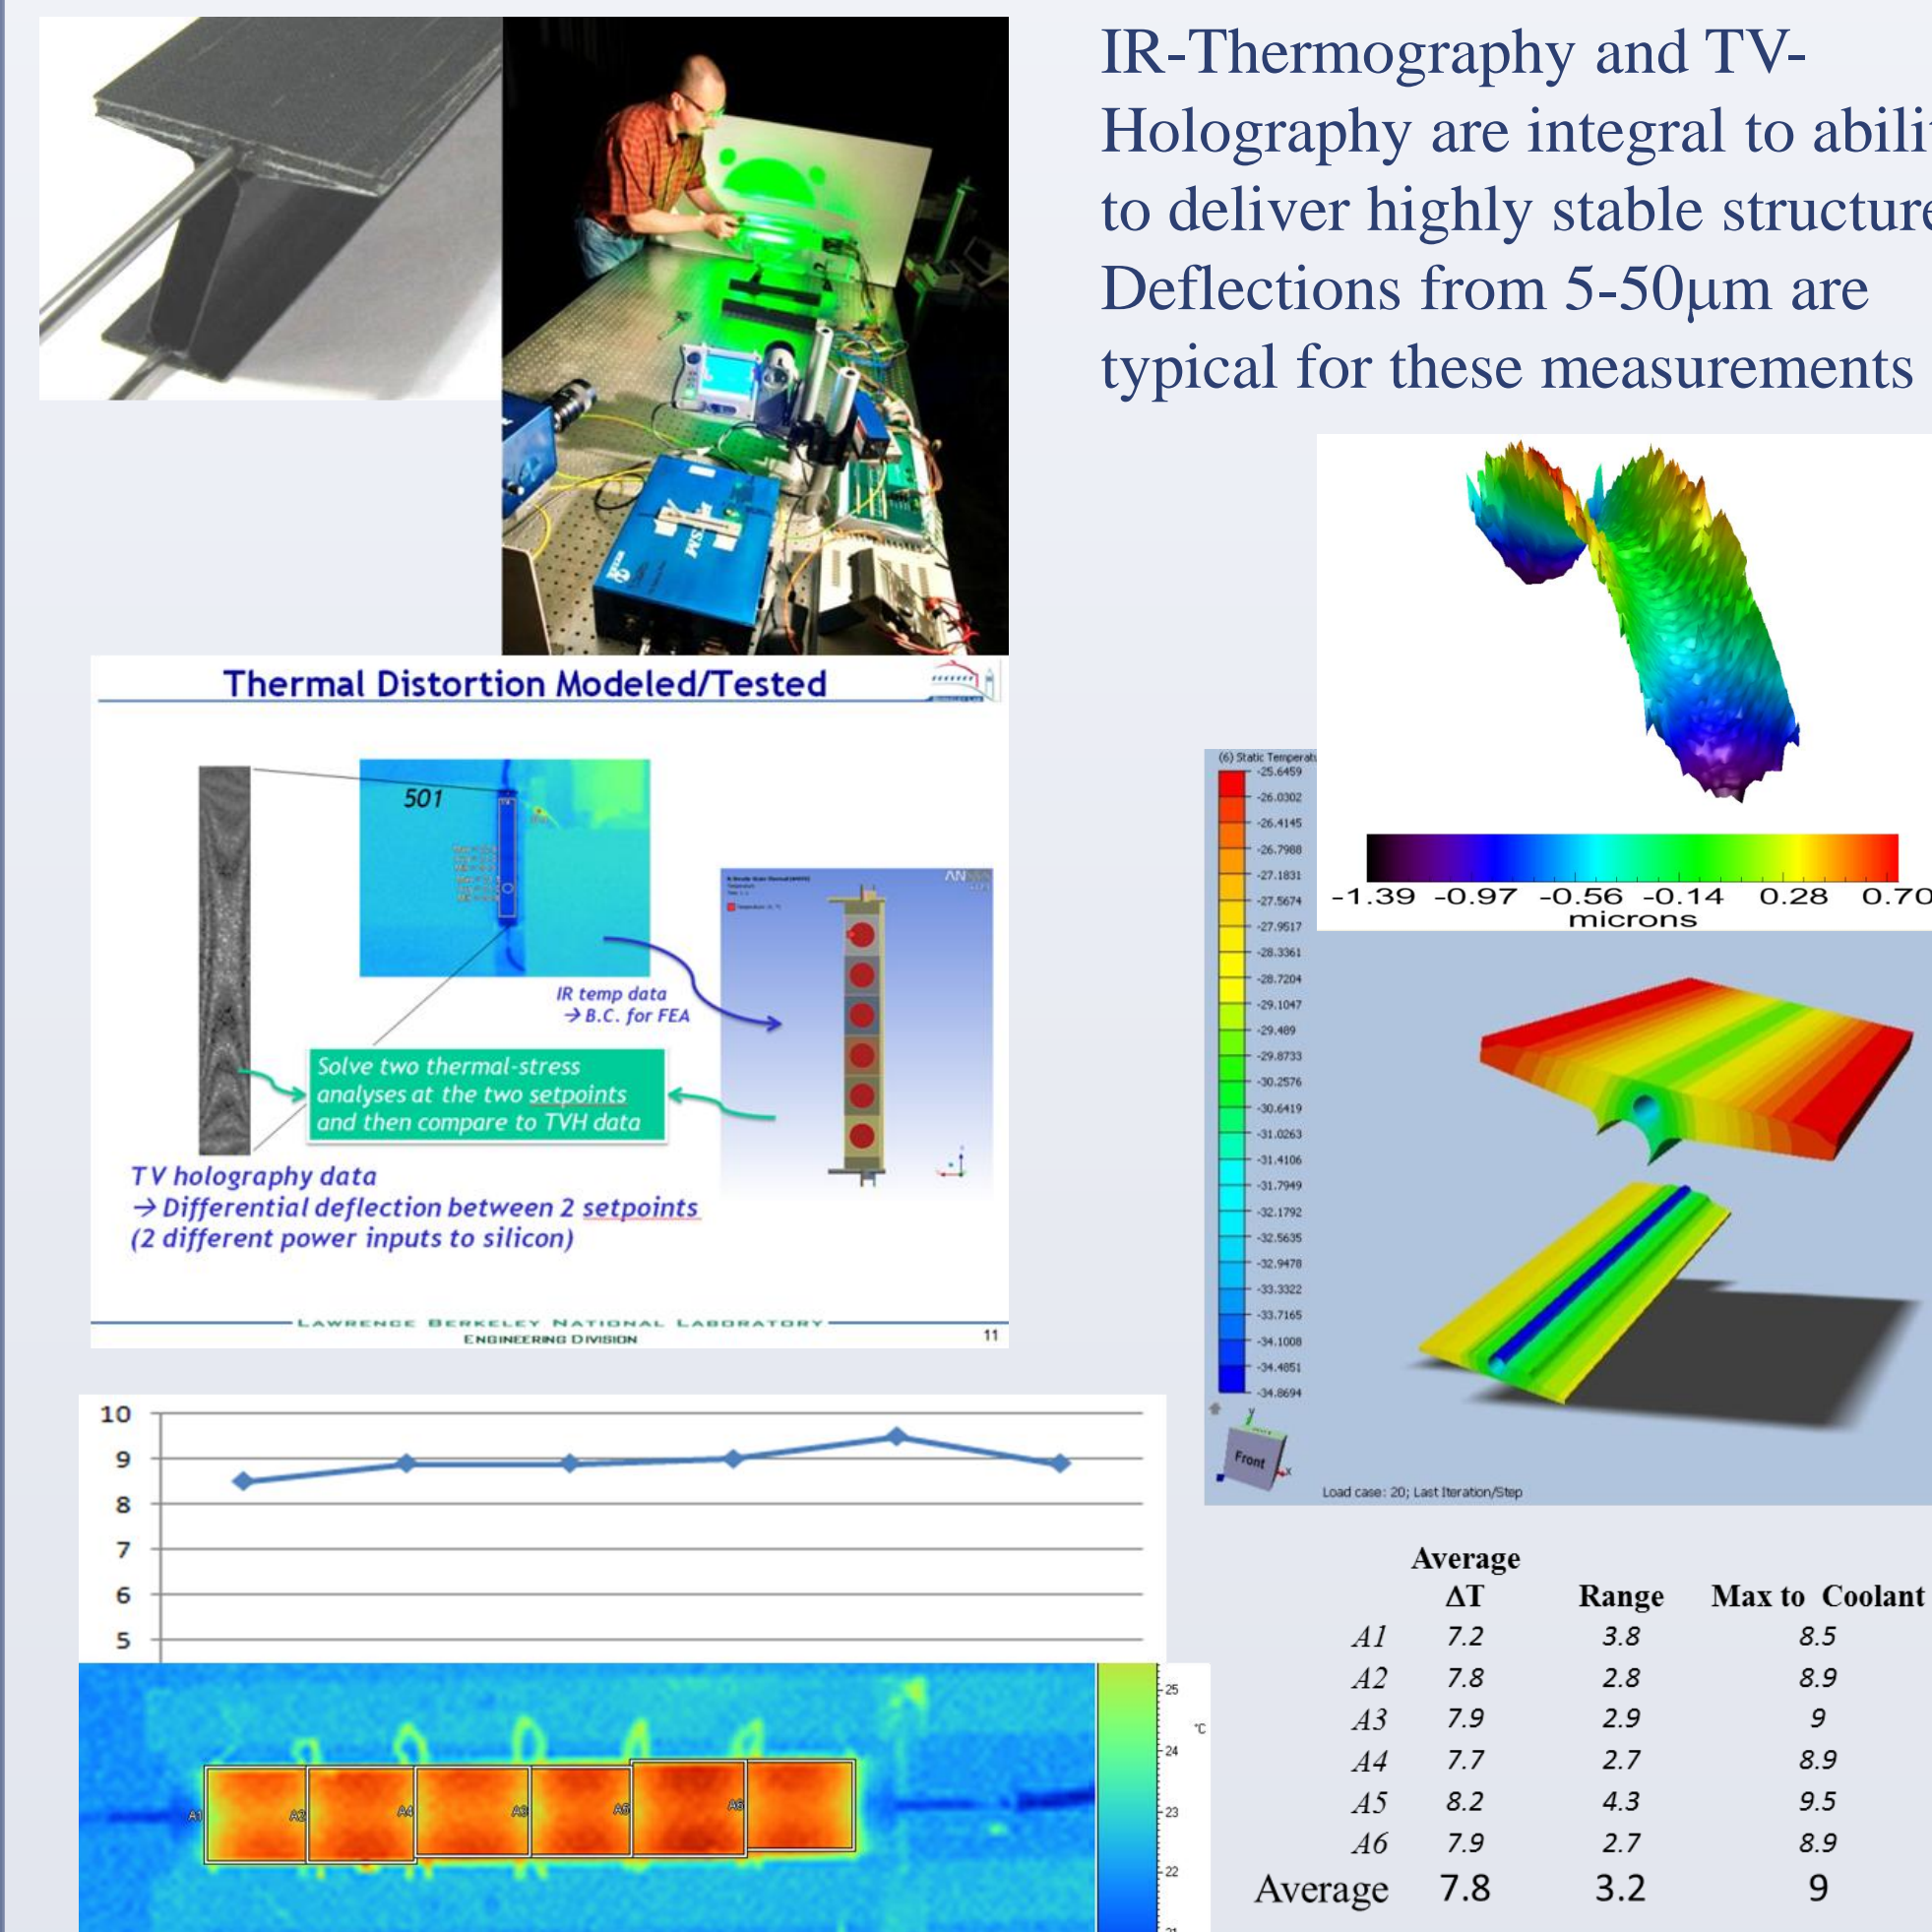 IR-Thermography and TV-
Holography are integral to abilit
to deliver highly stable structure
Deflections from 5-50μm are
typical for these measurements
Thermal Distortion Modeled/Tested
501
IR temp data
→ B.C. for FEA
Solve two thermal-stress
analyses at the two setpoints
and then compare to TVH data
TV holography data
→ Differential deflection between 2 setpoints
(2 different power inputs to silicon)
LAWRENCE BERKELEY NATIONAL LABORATORY
ENGINEERING DIVISION
11
-1.39 -0.97 -0.56 -0.14 0.28 0.70
microns
(6) Static Temperatu
-25.6459
-26.0302
-26.4145
-26.7988
-27.1831
-27.5674
-27.9517
-28.3361
-28.7204
-29.1047
-29.489
-29.8733
-30.2576
-30.6419
-31.0263
-31.4106
-31.7949
-32.1792
-32.5635
-32.9478
-33.3322
-33.7165
-34.1008
-34.4851
-34.8694
Front
Load case: 20; Last Iteration/Step
10
9
8
7
6
5
A1 A2 A4 A3 A5 A6
25
°C
24
23
22
21
Average
ΔT Range Max to Coolant
A1 7.2 3.8 8.5
A2 7.8 2.8 8.9
A3 7.9 2.9 9
A4 7.7 2.7 8.9
A5 8.2 4.3 9.5
A6 7.9 2.7 8.9
Average 7.8 3.2 9